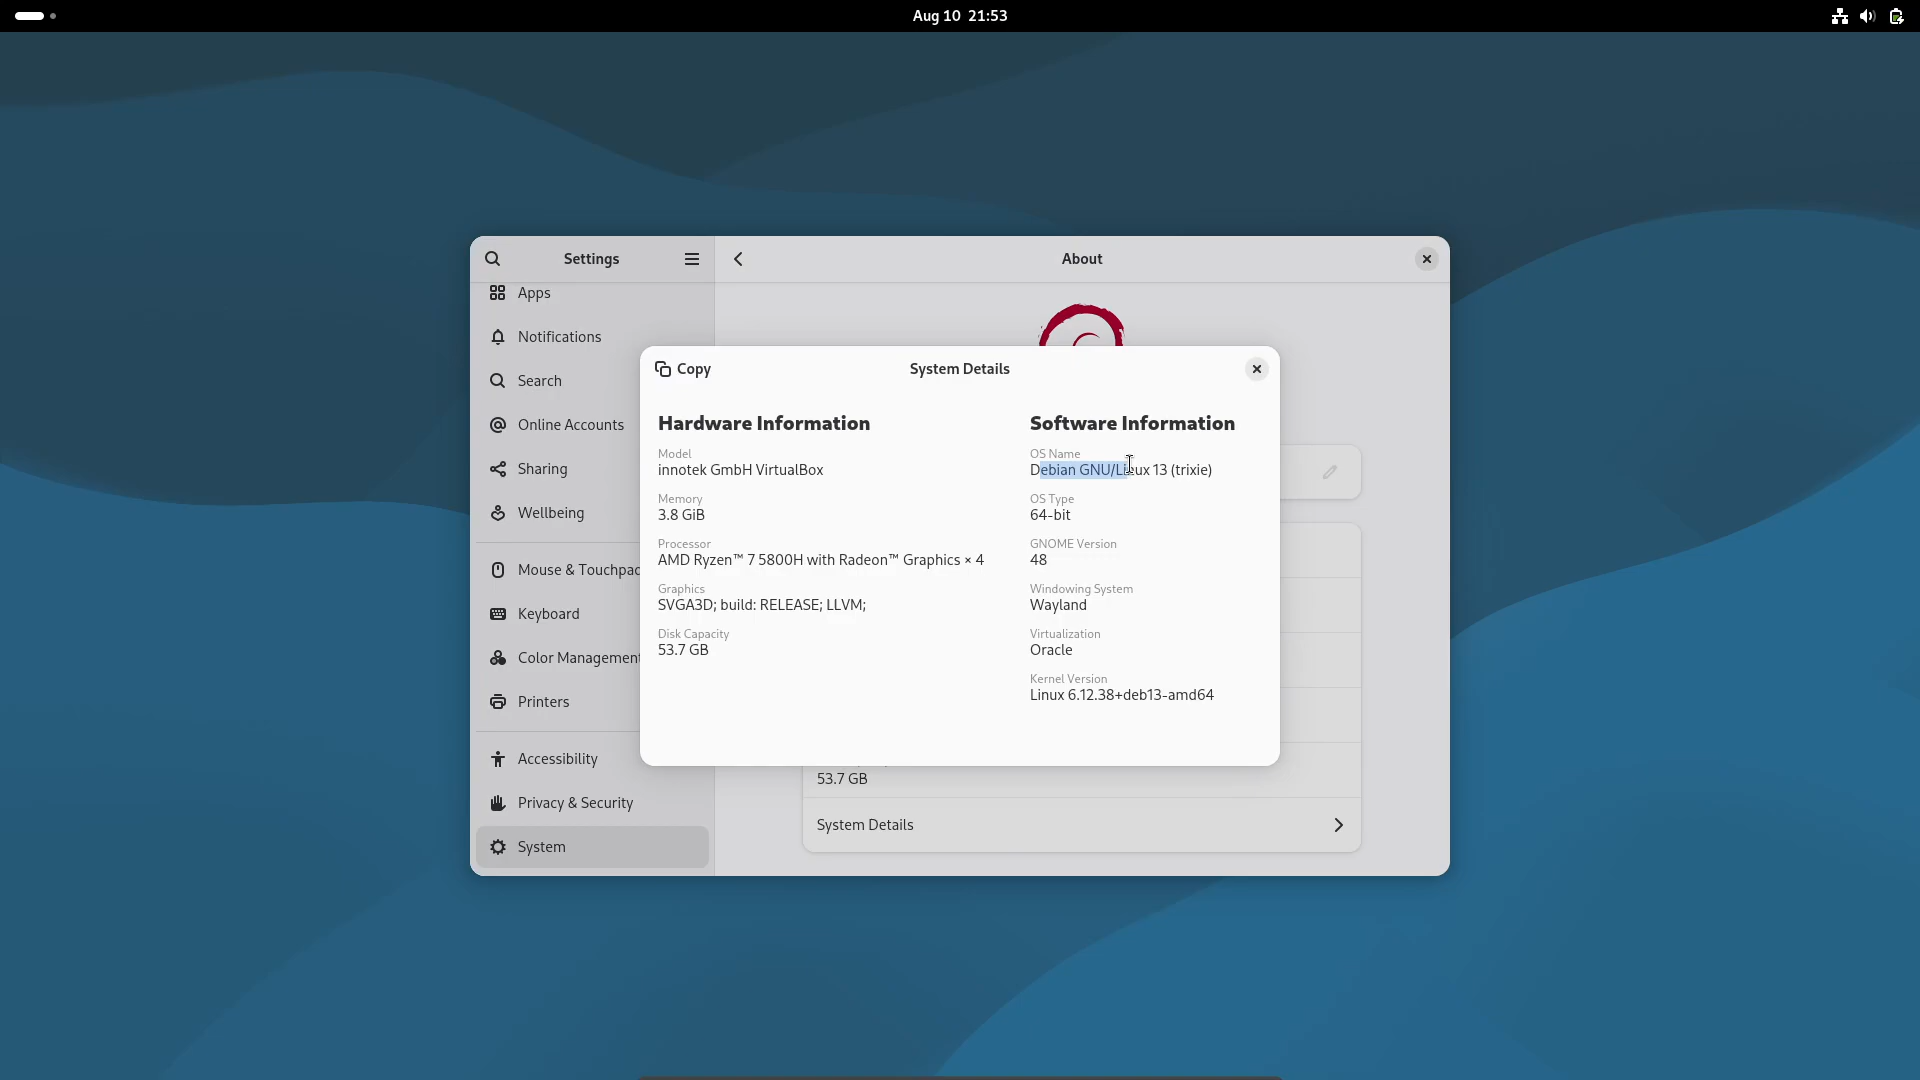 Aug 10 21:53
Settings
About
Apps
Notifications
Search
Online Accounts
Sharing
Wellbeing
Mouse & Touchpad
Keyboard
Color Management
Printers
Accessibility
Privacy & Security
System
Copy
System Details
Hardware Information
Model
innotek GmbH VirtualBox
Memory
3.8 GiB
Processor
AMD Ryzen™ 7 5800H with Radeon™ Graphics × 4
Graphics
SVGA3D; build: RELEASE; LLVM;
Disk Capacity
53.7 GB
Software Information
OS Name
Debian GNU/Linux 13 (trixie)
OS Type
64-bit
GNOME Version
48
Windowing System
Wayland
Virtualization
Oracle
Kernel Version
Linux 6.12.38+deb13-amd64
53.7 GB
System Details